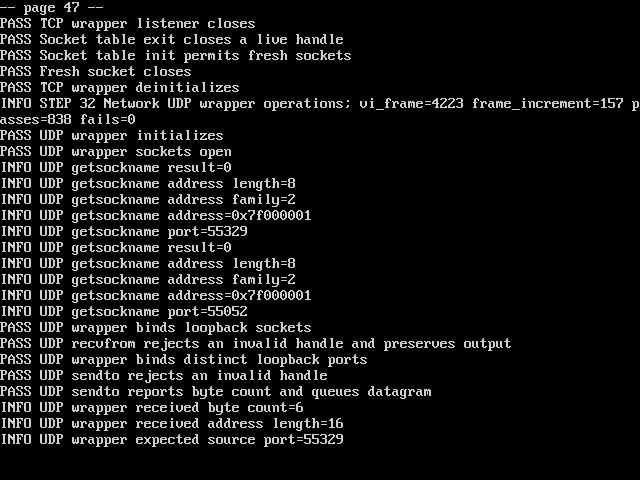 -- page 47 --
PASS TCP wrapper listener closes
PASS Socket table exit closes a live handle
PASS Socket table init permits fresh sockets
PASS Fresh socket closes
PASS TCP wrapper deinitializes
INFO STEP 32 Network UDP wrapper operations; vi_frame=4223 frame_increment=157 p
asses=838 fails=0
PASS UDP wrapper initializes
PASS UDP wrapper sockets open
INFO UDP getsockname result=0
INFO UDP getsockname address length=8
INFO UDP getsockname address family=2
INFO UDP getsockname address=0x7f000001
INFO UDP getsockname port=55329
INFO UDP getsockname result=0
INFO UDP getsockname address length=8
INFO UDP getsockname address family=2
INFO UDP getsockname address=0x7f000001
INFO UDP getsockname port=55052
PASS UDP wrapper binds loopback sockets
PASS UDP recvfrom rejects an invalid handle and preserves output
PASS UDP wrapper binds distinct loopback ports
PASS UDP sendto rejects an invalid handle
PASS UDP sendto reports byte count and queues datagram
INFO UDP wrapper received byte count=6
INFO UDP wrapper received address length=16
INFO UDP wrapper expected source port=55329